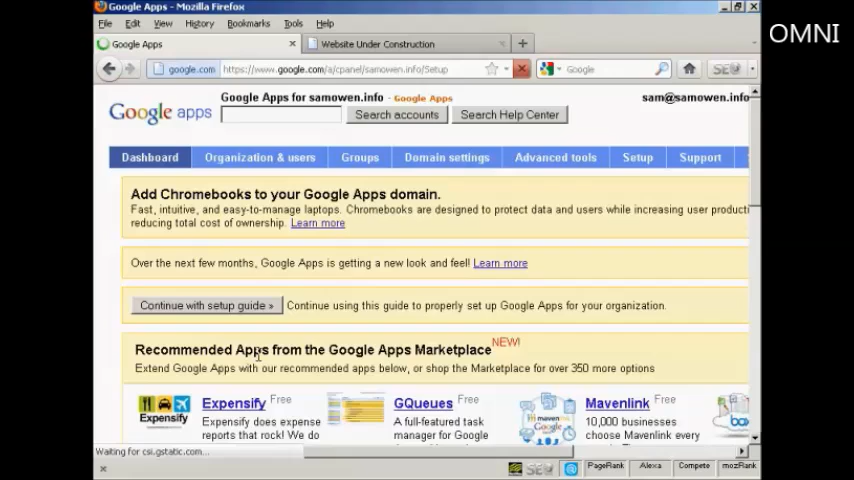 Google Apps - Mozilla Firefox
OMNI
File Edit View History Bookmarks Tools Help
Google Apps × Website Under Construction +
google.com https://www.google.com/a/cpanel/samowen.info/Setup Google SEO
Google apps Google Apps for samowen.info - Google Apps sam@samowen.info
Search accounts Search Help Center
Dashboard Organization & users Groups Domain settings Advanced tools Setup Support
Add Chromebooks to your Google Apps domain.
Fast, intuitive, and easy-to-manage laptops. Chromebooks are designed to protect data and users while increasing user producti
reducing total cost of ownership. Learn more
Over the next few months, Google Apps is getting a new look and feel! Learn more
Continue with setup guide » Continue using this guide to properly set up Google Apps for your organization.
Recommended Apps from the Google Apps Marketplace NEW!
Extend Google Apps with our recommended apps below, or shop the Marketplace for over 350 more options
Expensify Expensify Free GQueues Free Mavenlink Free
Expensify does expense A full-featured task 10,000 businesses
reports that rock! We do manager for Google choose Mavenlink every
Waiting for csi.gstatic.com...
× SEO PageRank Alexa Compete mozRank